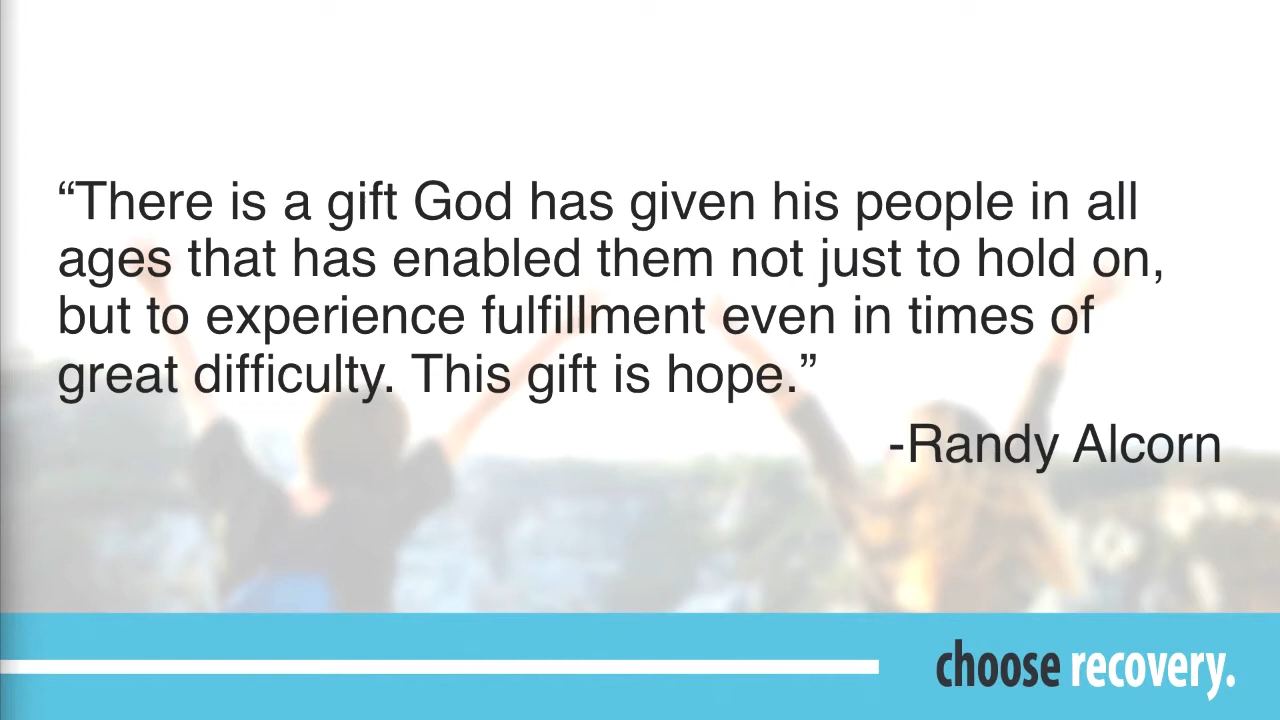 “There is a gift God has given his people in all
ages that has enabled them not just to hold on,
but to experience fulfillment even in times of
great difficulty. This gift is hope.”
-Randy Alcorn
choose recovery.